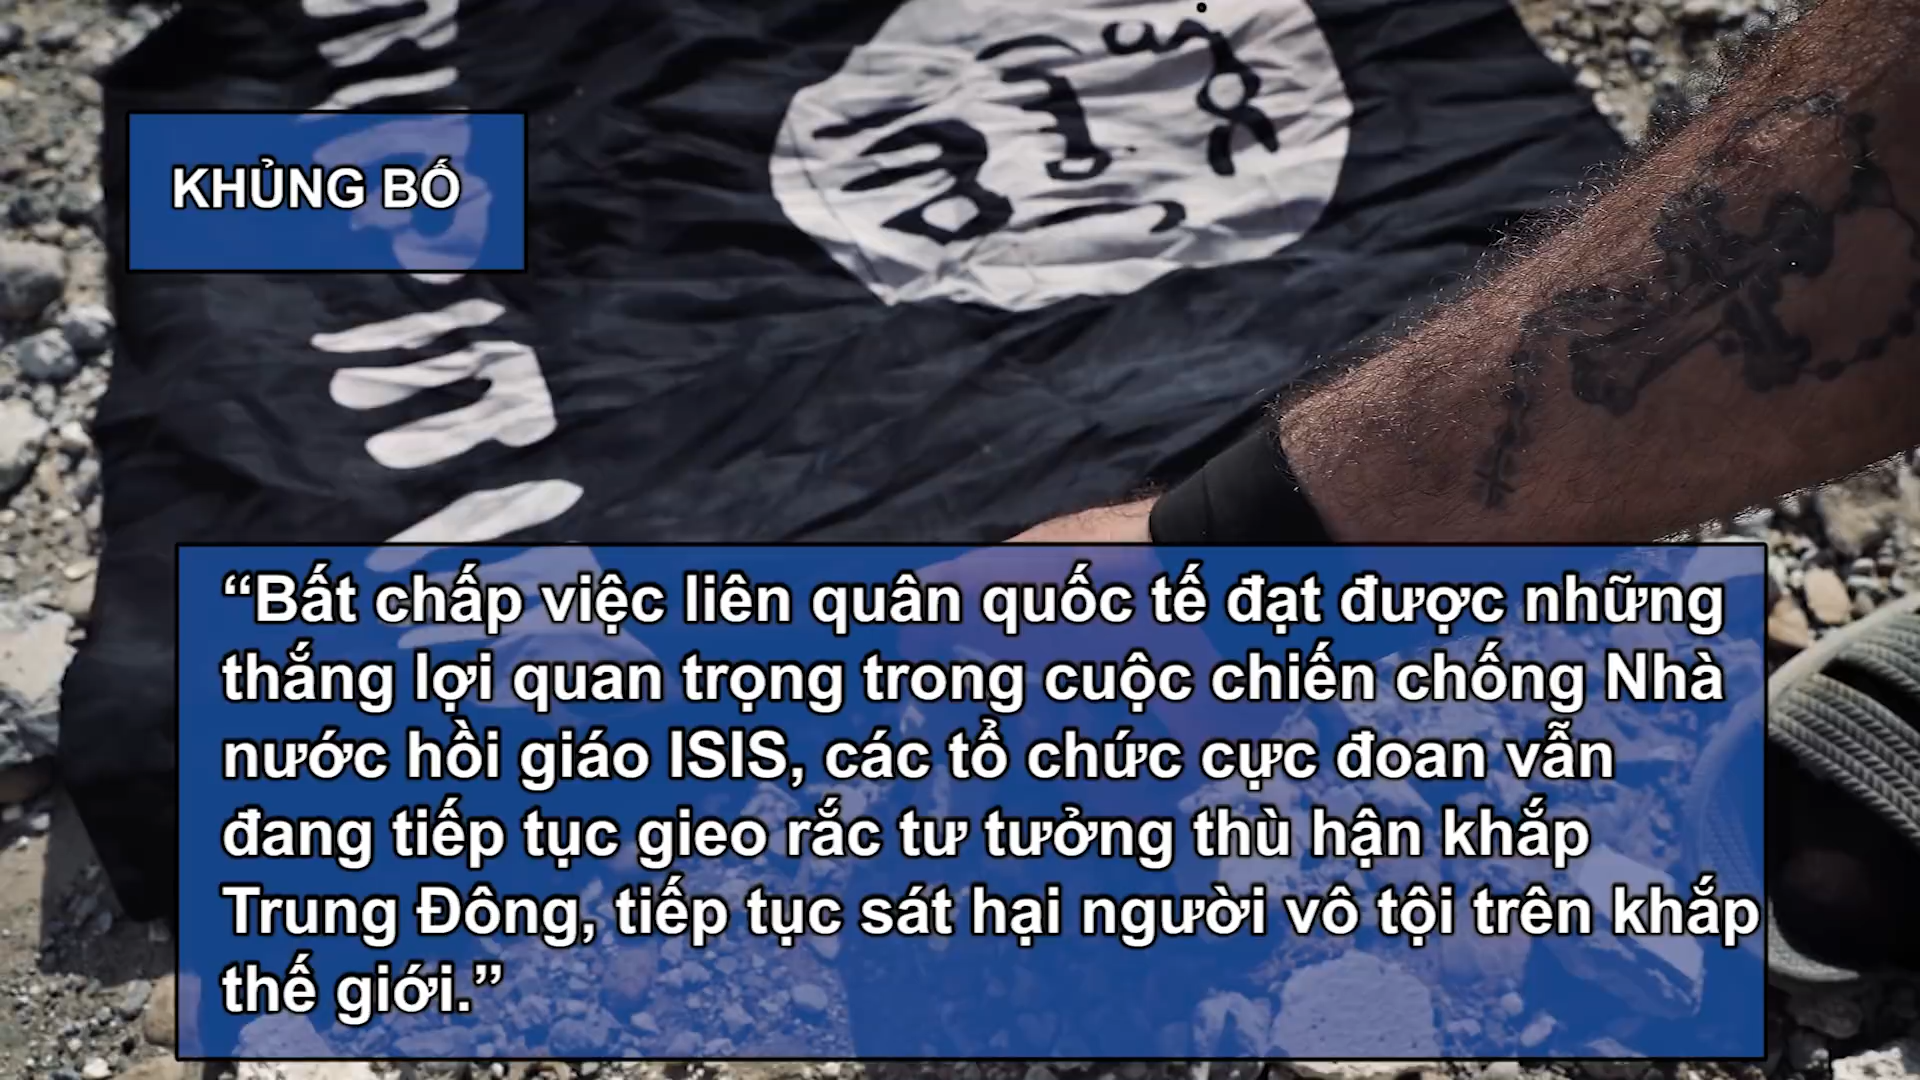 KHỦNG BỐ
“Bất chấp việc liên quân quốc tế đạt được những
thắng lợi quan trọng trong cuộc chiến chống Nhà
nước hồi giáo ISIS, các tổ chức cực đoan vẫn
đang tiếp tục gieo rắc tư tưởng thù hận khắp
Trung Đông, tiếp tục sát hại người vô tội trên khắp
thế giới.”